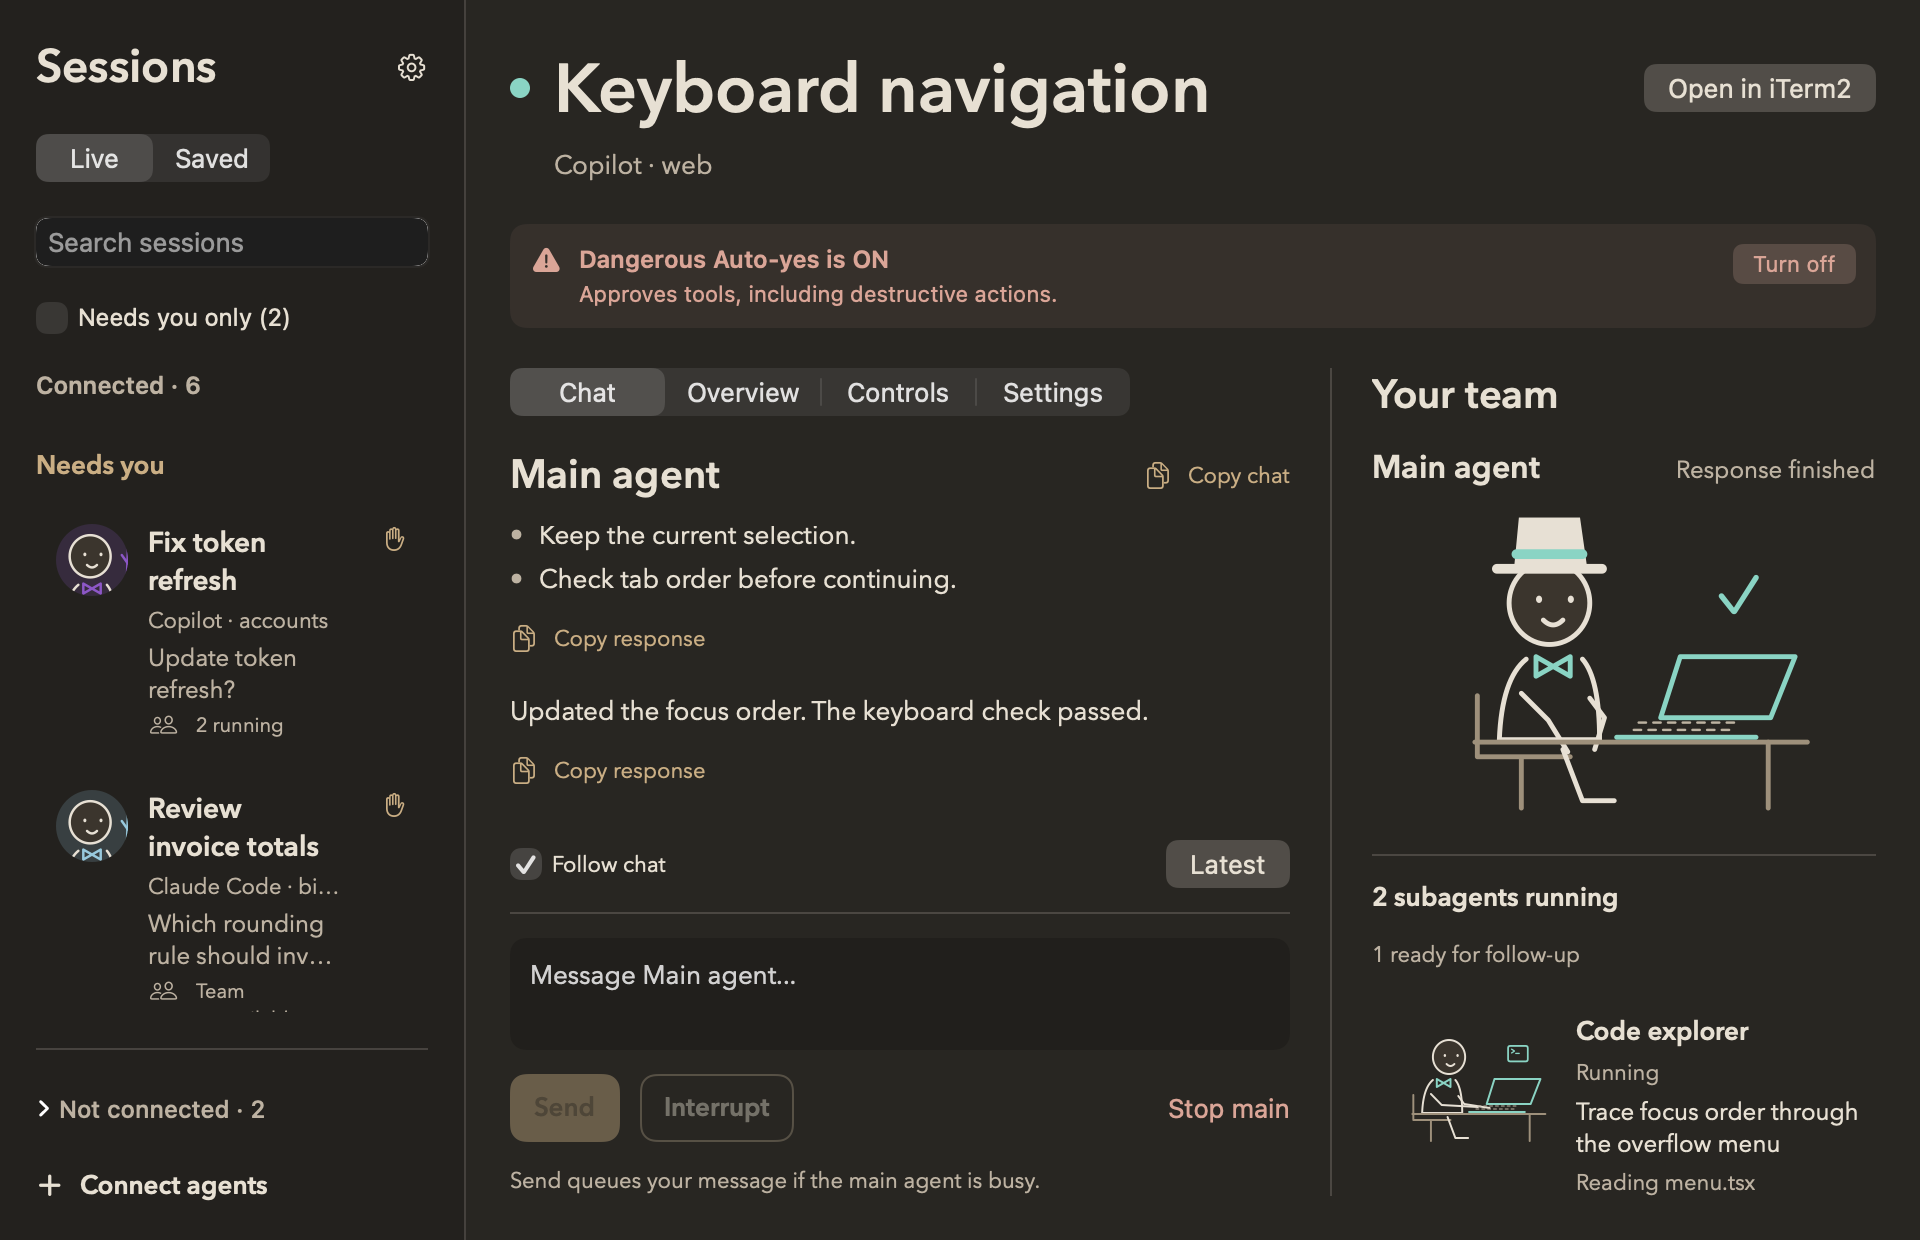 Sessions
Live
Saved
Search sessions
Needs you only (2)
Connected · 6
Needs you
Fix token
refresh
Copilot · accounts
Update token
refresh?
2 running
Review
invoice totals
Claude Code · bi...
Which rounding
rule should inv...
Team
Not connected · 2
Connect agents
Keyboard navigation
Copilot · web
Open in iTerm2
Dangerous Auto-yes is ON
Approves tools, including destructive actions.
Turn off
Chat
Overview
Controls
Settings
Main agent
Copy chat
• Keep the current selection.
• Check tab order before continuing.
Copy response
Updated the focus order. The keyboard check passed.
Copy response
Follow chat
Latest
Message Main agent...
Send
Interrupt
Stop main
Send queues your message if the main agent is busy.
Your team
Main agent
Response finished
2 subagents running
1 ready for follow-up
Code explorer
Running
Trace focus order through
the overflow menu
Reading menu.tsx